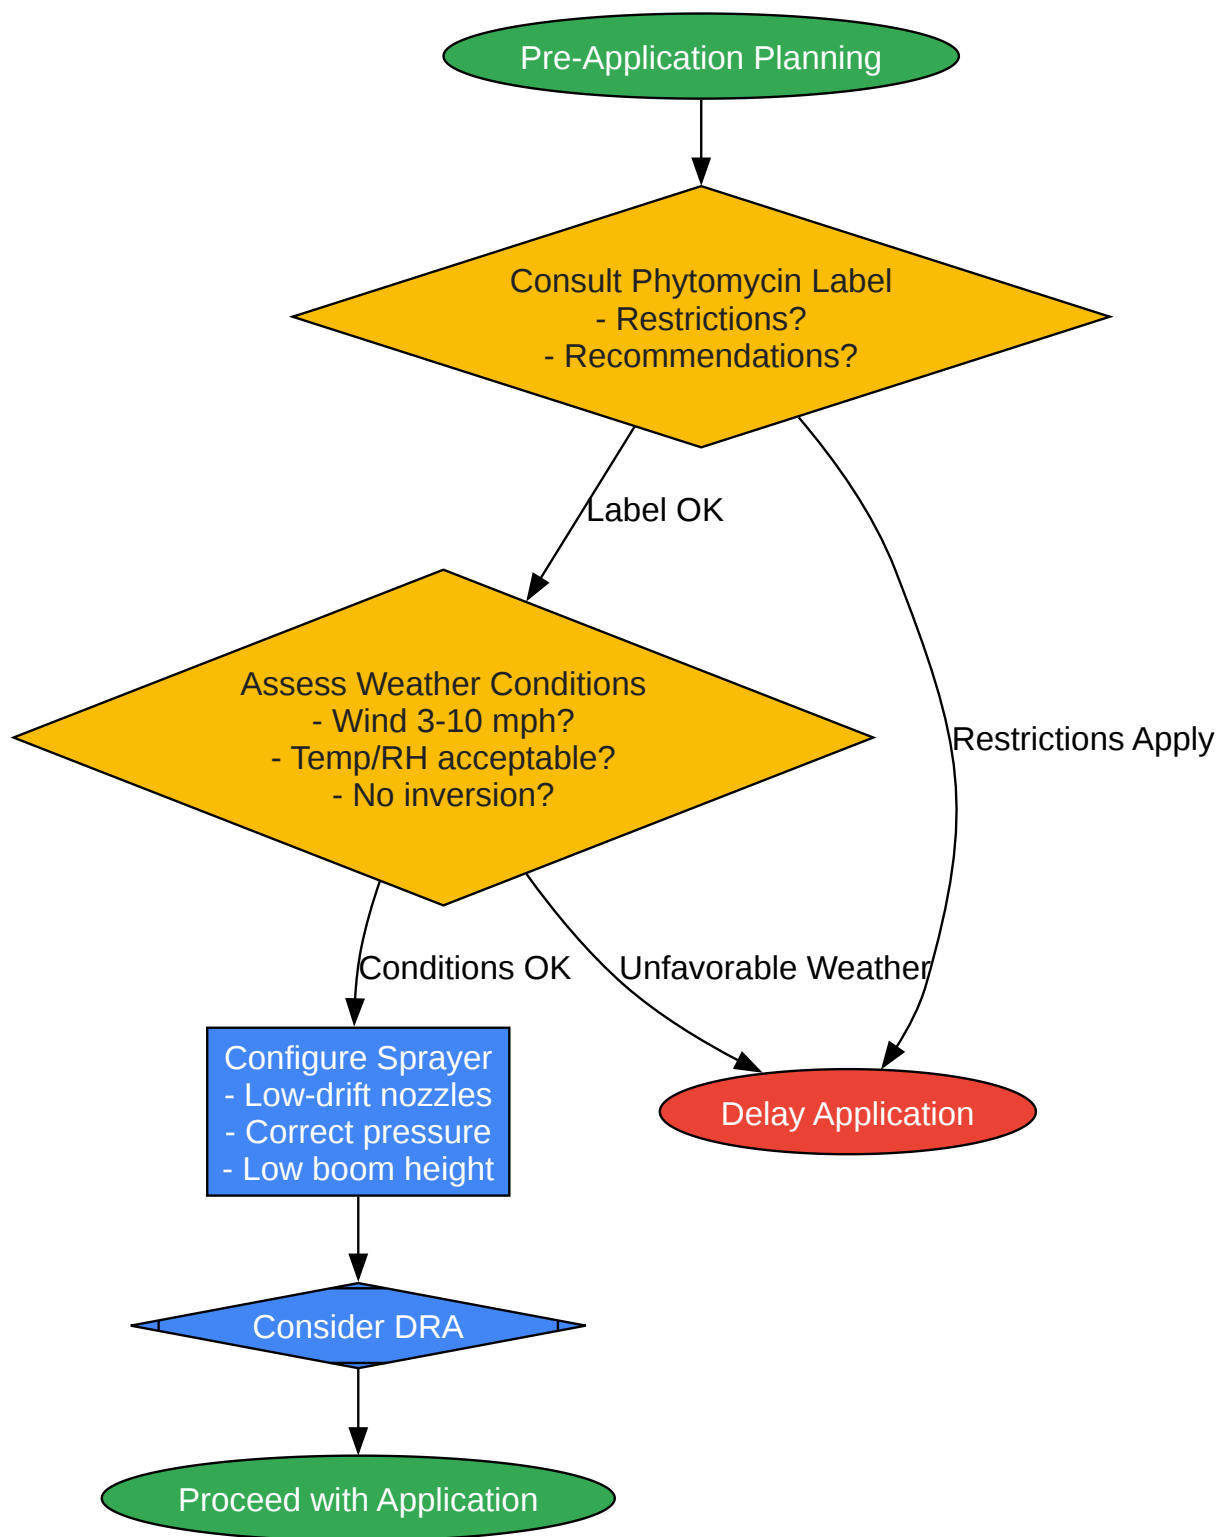 Pre-Application Planning
Consult Phytomycin Label
- Restrictions?
- Recommendations?
Label OK
Assess Weather Conditions
- Wind 3-10 mph?
- Temp/RH acceptable?
- No inversion?
Restrictions Apply
Conditions OK
Unfavorable Weather
Configure Sprayer
- Low-drift nozzles
- Correct pressure
- Low boom height
Delay Application
Consider DRA
Proceed with Application